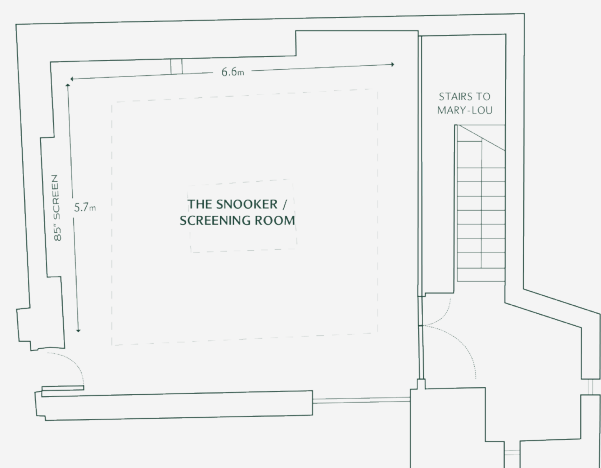 6.6m
STAIRS TO
MARY-LOU
85" SCREEN
5.7m
THE SNOOKER /
SCREENING ROOM